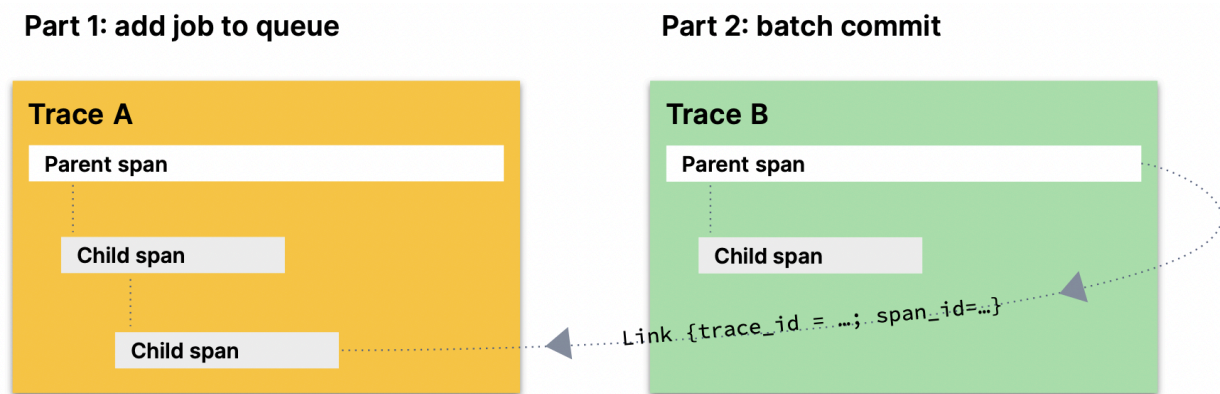 Part 1: add job to queue
Part 2: batch commit
Trace A
Parent span
Child span
Child span
Trace B
Parent span
Child span
Link {trace_id = …; span_id=…}